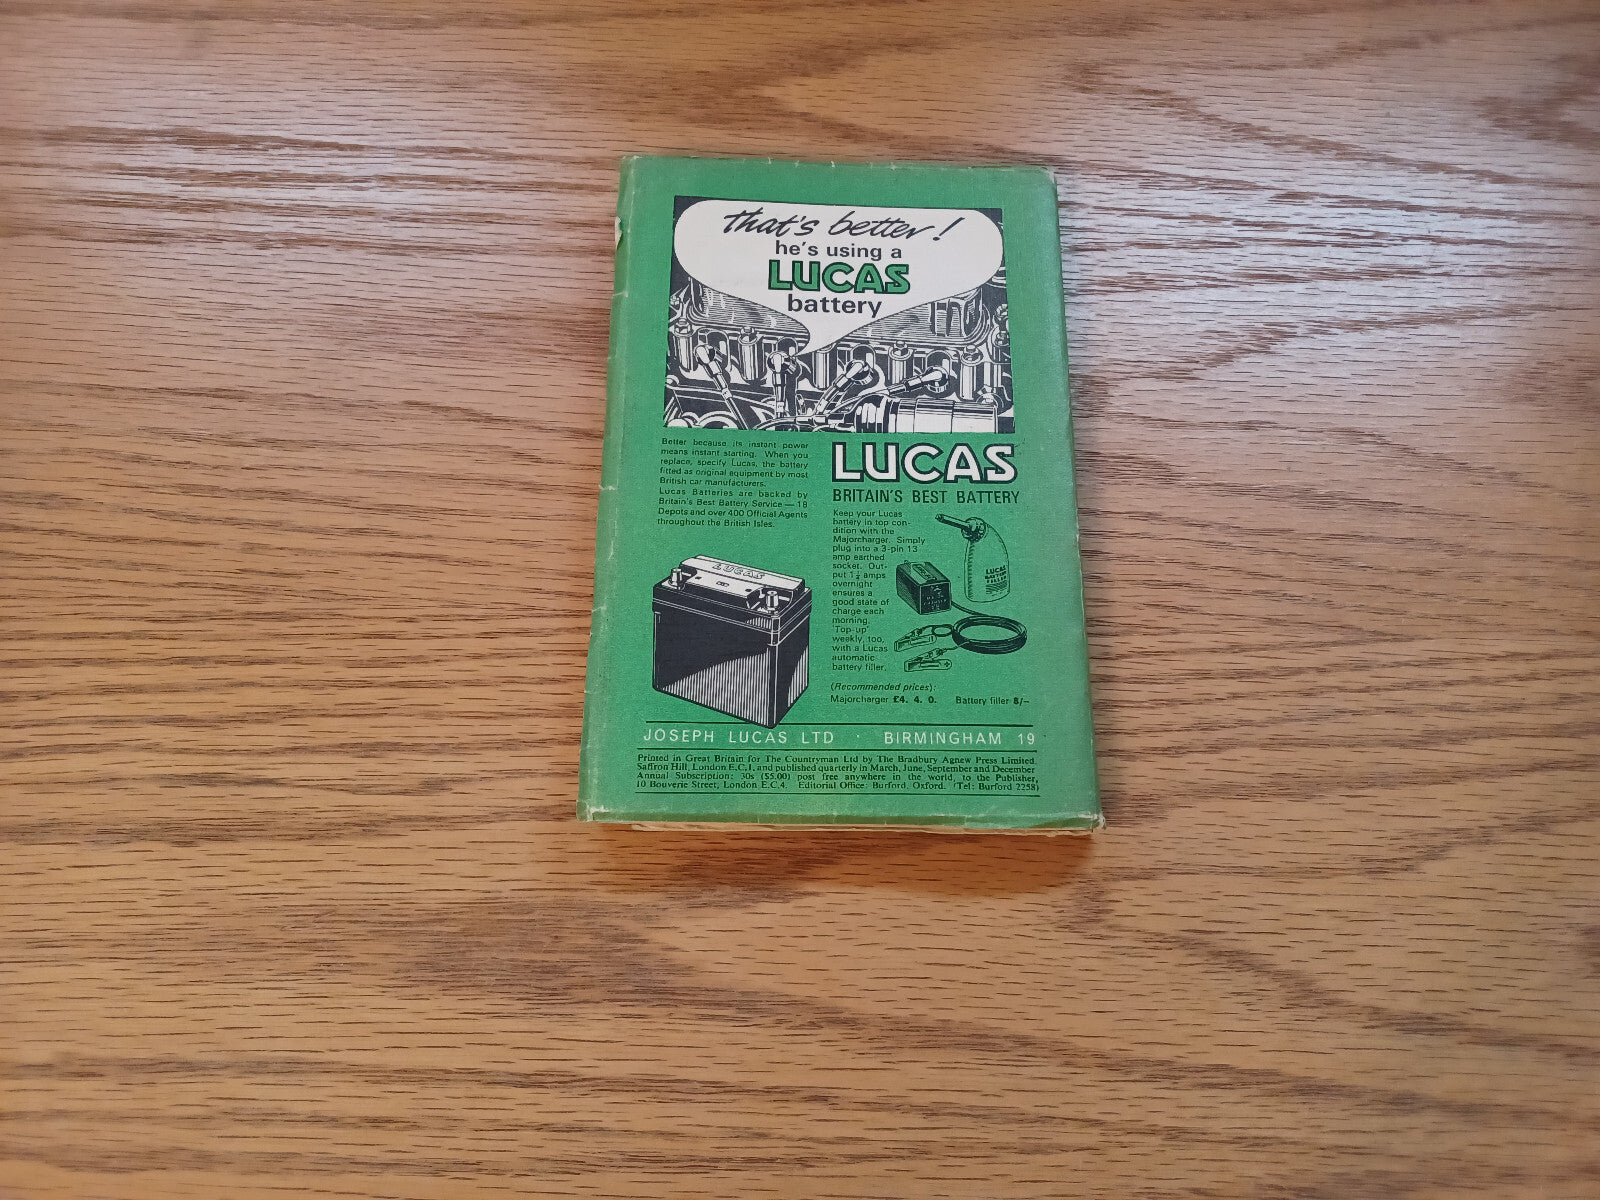 that's better!
he's using a
LUCAS
battery
Better because its instant power
means instant starting. When you
replace, specify Lucas, the battery
fitted as original equipment by most
British car manufacturers.
Lucas Batteries are backed by
Britain's Best Battery Service — 18
Depots and over 400 Official Agents
throughout the British Isles.
LUCAS
BRITAIN'S BEST BATTERY
Keep your Lucas
battery in top con-
dition with the
Majorcharger. Simply
plug into a 3-pin 13
amp earthed
socket. Out-
put 1½ amps
overnight
ensures a
good state of
charge each
morning.
'Top-up'
weekly, too,
with a Lucas
automatic
battery filler.
LUCAS
BATTERY
FILLER
LUCAS
(Recommended prices):
Majorcharger £4. 4. 0. Battery filler 8/–
JOSEPH LUCAS LTD · BIRMINGHAM 19
Printed in Great Britain for The Countryman Ltd by The Bradbury Agnew Press Limited,
Saffron Hill, London E.C.1, and published quarterly in March, June, September and December
Annual Subscription: 30s ($5.00) post free anywhere in the world, to the Publisher,
10 Bouverie Street, London E.C.4. Editorial Office: Burford, Oxford. (Tel: Burford 2258)